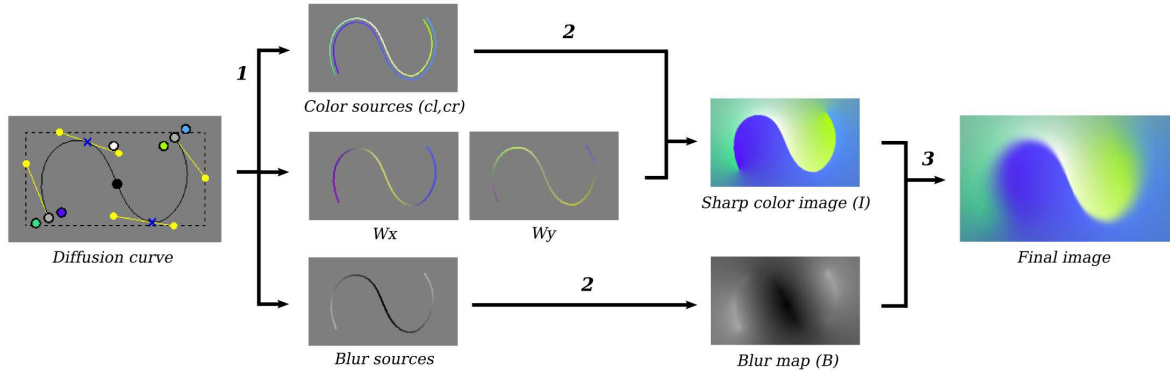 1
2
Color sources (cl,cr)
Diffusion curve
Wx
Wy
Sharp color image (I)
3
Final image
2
Blur sources
Blur map (B)